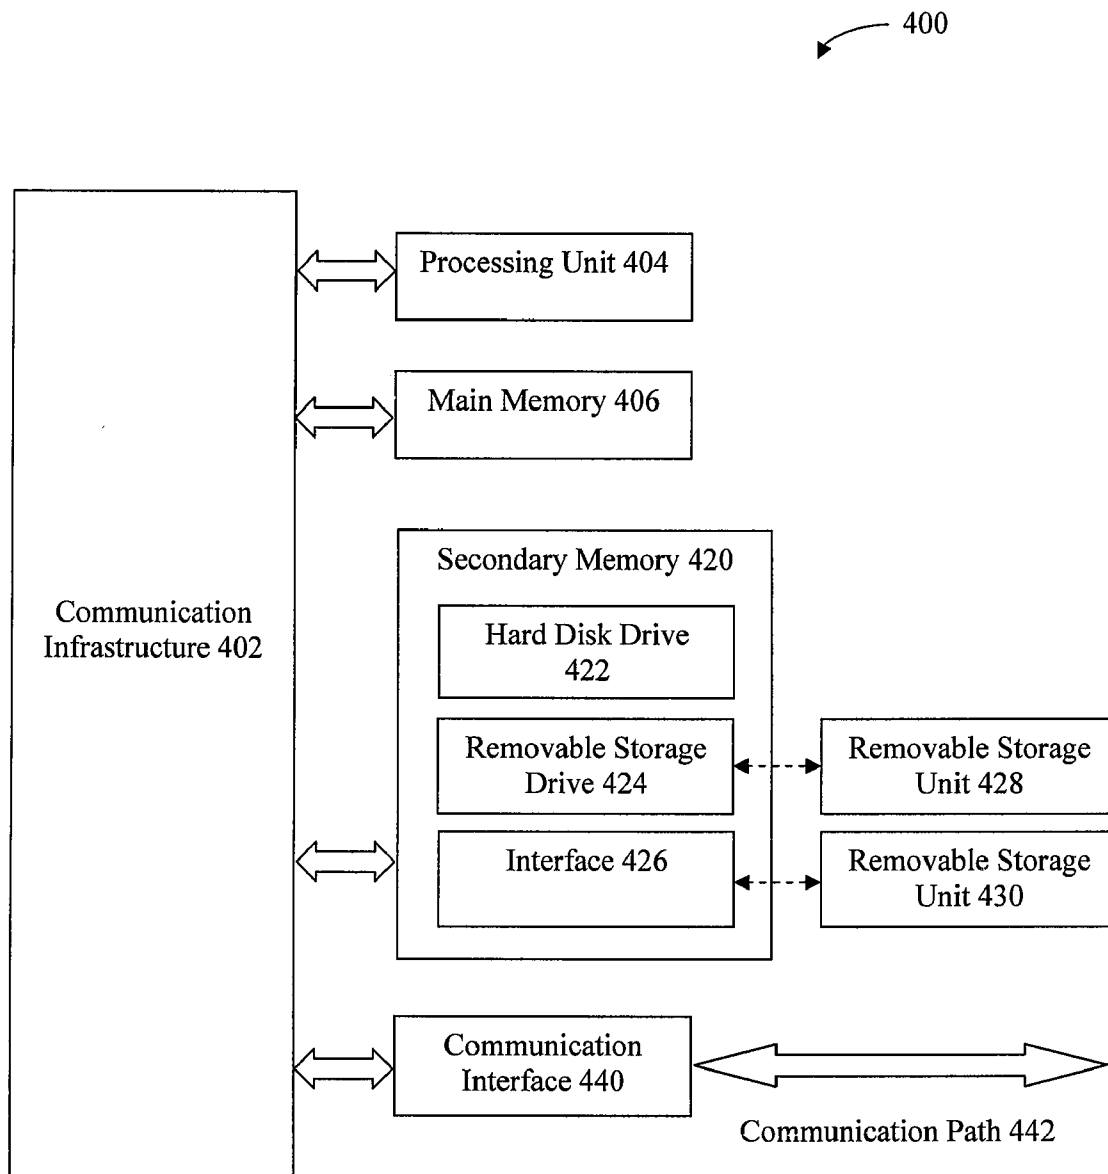 400
Processing Unit 404
Main Memory 406
Secondary Memory 420
Communication
Infrastructure 402
Hard Disk Drive
422
Removable Storage
Drive 424
Removable Storage
Unit 428
Interface 426
Removable Storage
Unit 430
Communication
Interface 440
Communication Path 442